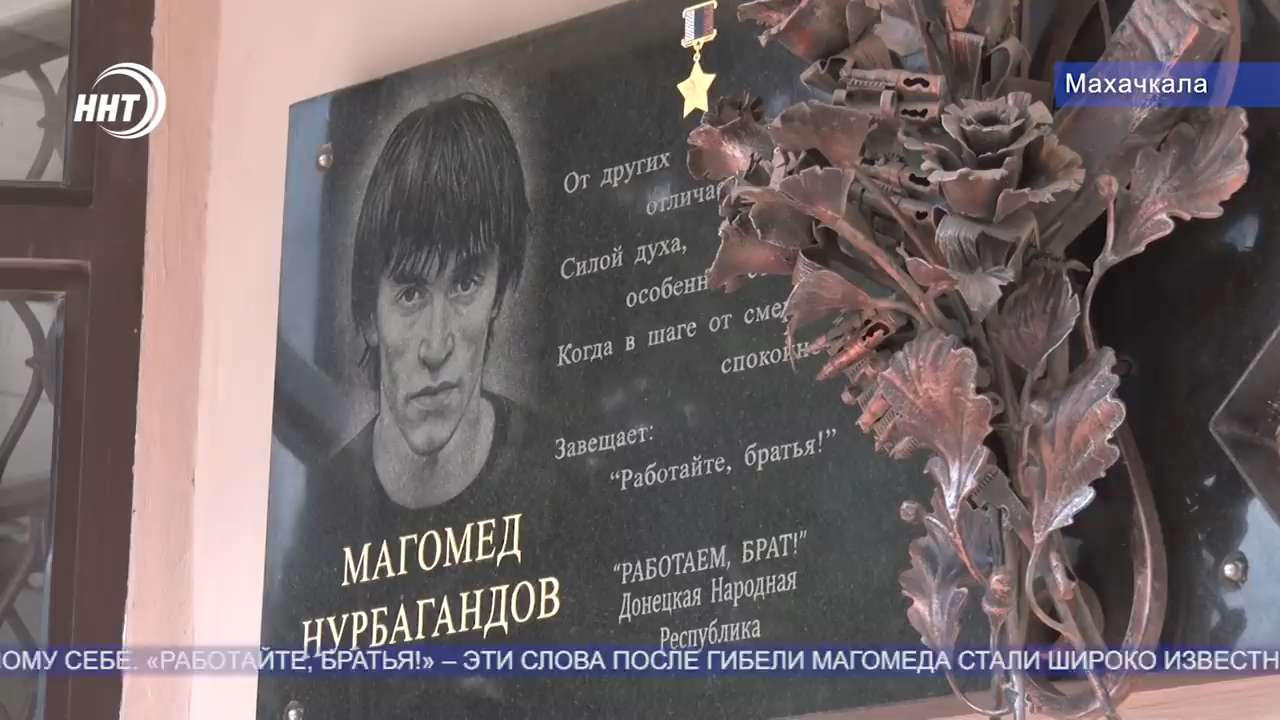 ННТ
Махачкала
От других
Силой духа,
Когда в шаге от
Завещает:
“Работайте, братья!”
“РАБОТАЕМ, БРАТ!”
Донецкая Народная
Республика
МАГОМЕД
НУРБАГАНДОВ
СЕБЕ. «РАБОТАЙТЕ, БРАТЬЯ!» – ЭТИ СЛОВА ПОСЛЕ ГИБЕЛИ МАГОМЕДА СТАЛИ ШИРОКО